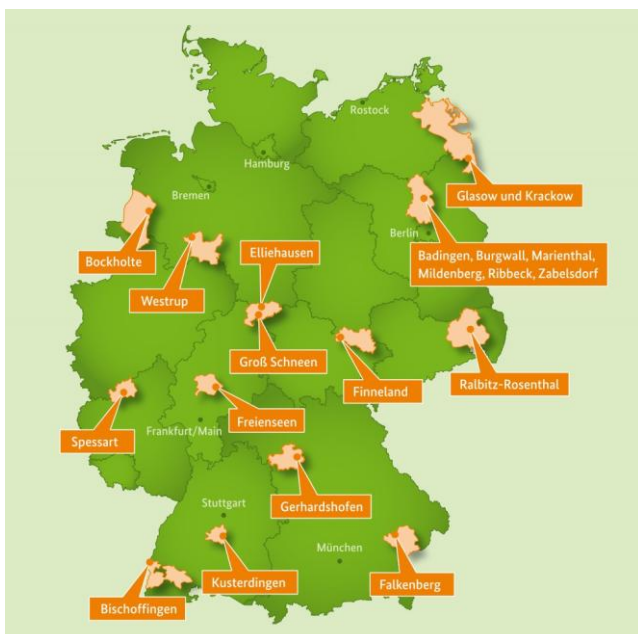 Rostock
Hamburg
Glasow und Krackow
Bremen
Berlin
Elliehausen
Badingen, Burgwall, Marienthal,
Mildenberg, Ribbeck, Zabelsdorf
Bockholte
Westrup
Groß Schneen
Finneland
Ralbitz-Rosenthal
Freienseen
Frankfurt/Main
Spessart
Gerhardshofen
Stuttgart
München
Kusterdingen
Falkenberg
Bischoffingen